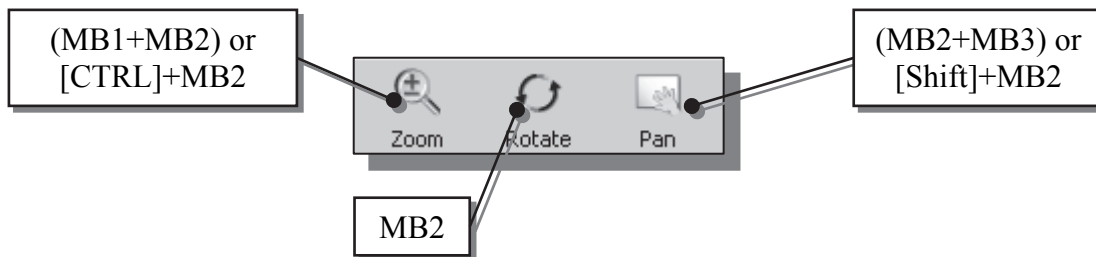 (MB1+MB2) or
[CTRL]+MB2
(MB2+MB3) or
[Shift]+MB2
Zoom
Rotate
Pan
MB2